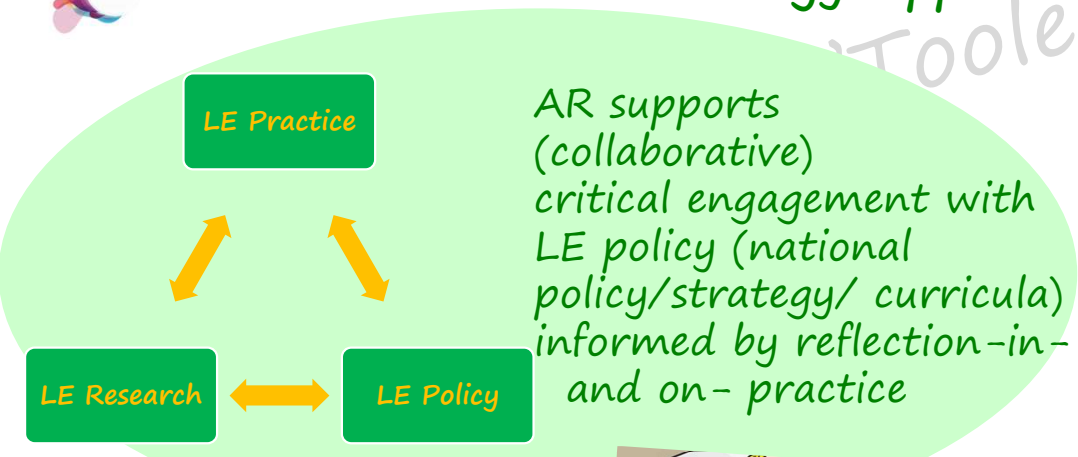 LE Practice
LE Research
LE Policy
AR supports
(collaborative)
critical engagement with
LE policy (national
policy/strategy/ curricula)
informed by reflection-in-
and on- practice